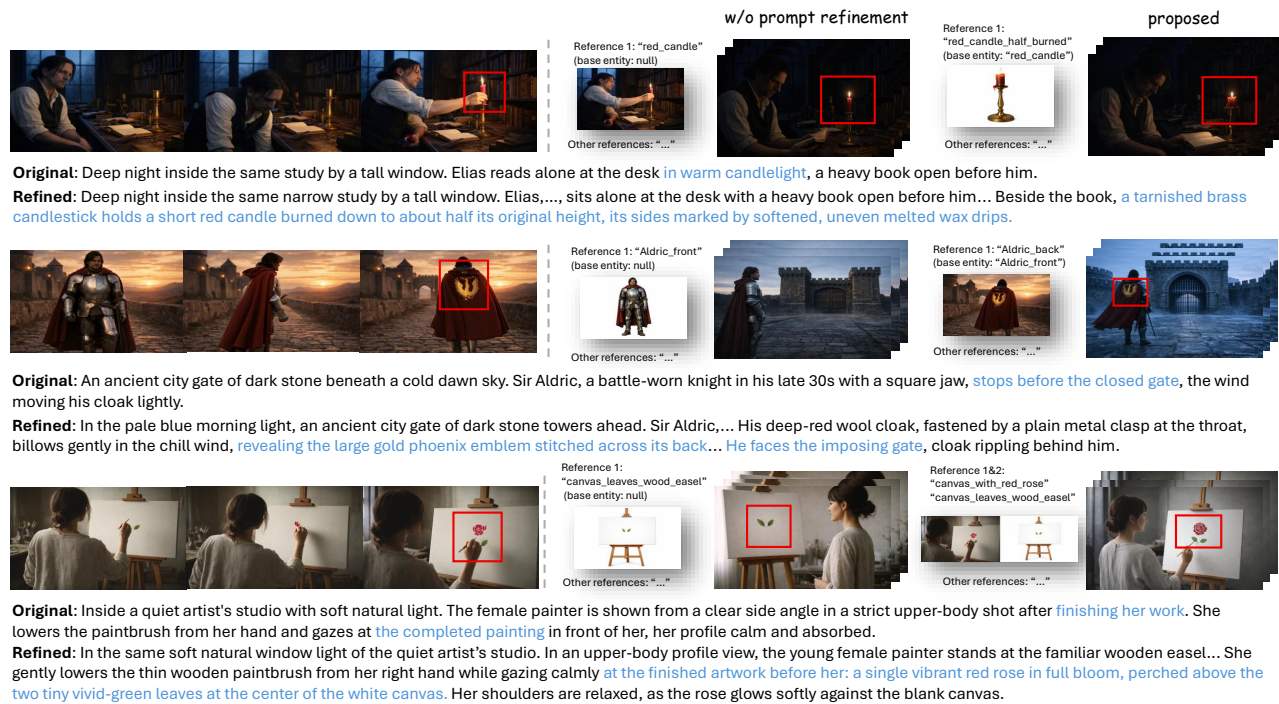 w/o prompt refinement
proposed
Reference 1: “red_candle”
(base entity: null)
Other references: “...”
Reference 1:
“red_candle_half_burned”
(base entity: “red_candle”)
Other references: “...”
Original: Deep night inside the same study by a tall window. Elias reads alone at the desk in warm candlelight, a heavy book open before him.
Refined: Deep night inside the same narrow study by a tall window. Elias,..., sits alone at the desk with a heavy book open before him... Beside the book, a tarnished brass
candlestick holds a short red candle burned down to about half its original height, its sides marked by softened, uneven melted wax drips.
Reference 1: “Aldric_front”
(base entity: null)
Other references: “...”
Reference 1: “Aldric_back”
(base entity: “Aldric_front”)
Other references: “...”
Original: An ancient city gate of dark stone beneath a cold dawn sky. Sir Aldric, a battle-worn knight in his late 30s with a square jaw, stops before the closed gate, the wind
moving his cloak lightly.
Refined: In the pale blue morning light, an ancient city gate of dark stone towers ahead. Sir Aldric,... His deep-red wool cloak, fastened by a plain metal clasp at the throat,
billows gently in the chill wind, revealing the large gold phoenix emblem stitched across its back... He faces the imposing gate, cloak rippling behind him.
Reference 1:
“canvas_leaves_wood_easel”
(base entity: null)
Other references: “...”
Reference 1&2:
“canvas_with_red_rose”
“canvas_leaves_wood_easel”
Other references: “...”
Original: Inside a quiet artist's studio with soft natural light. The female painter is shown from a clear side angle in a strict upper-body shot after finishing her work. She
lowers the paintbrush from her hand and gazes at the completed painting in front of her, her profile calm and absorbed.
Refined: In the same soft natural window light of the quiet artist’s studio. In an upper-body profile view, the young female painter stands at the familiar wooden easel... She
gently lowers the thin wooden paintbrush from her right hand while gazing calmly at the finished artwork before her: a single vibrant red rose in full bloom, perched above the
two tiny vivid-green leaves at the center of the white canvas. Her shoulders are relaxed, as the rose glows softly against the blank canvas.